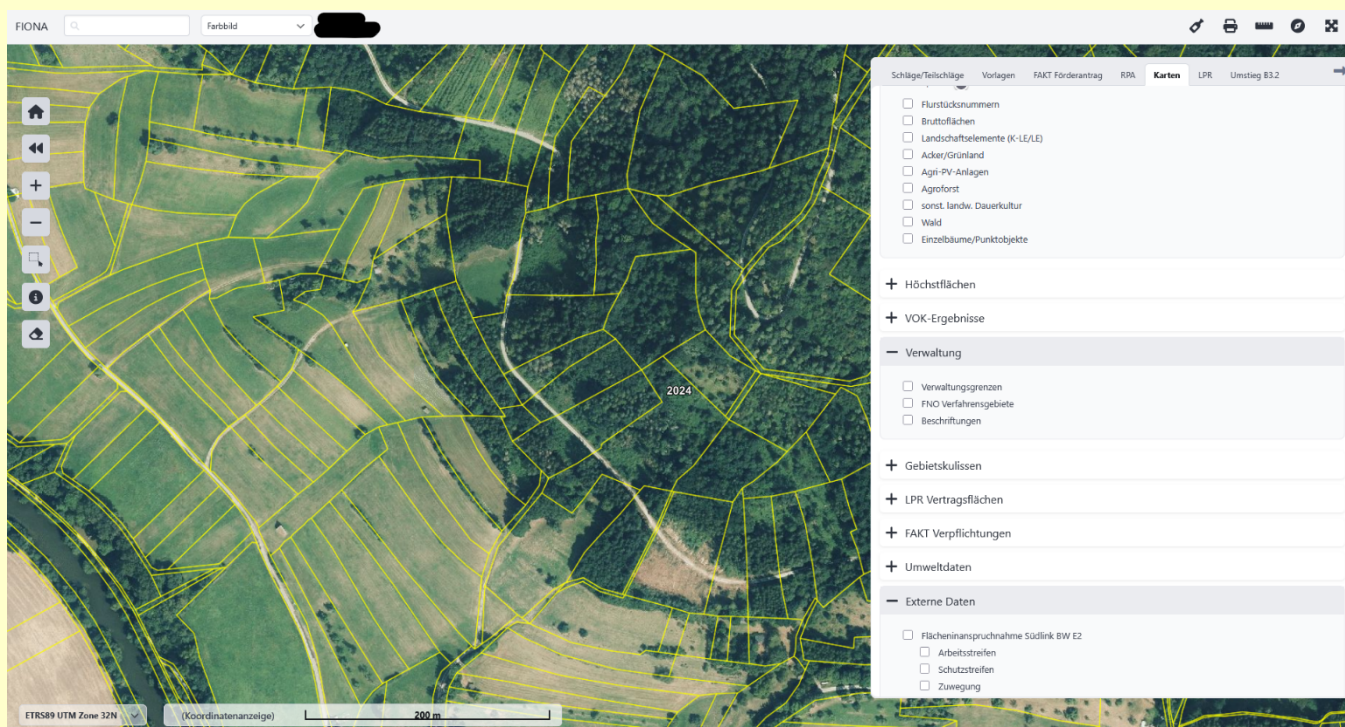 FIONA
Farbbild
Schläge/Teilschläge Vorlagen FAKT Förderantrag RPA Karten LPR Umstieg B3.2
Flurstücksnummern
Bruttoflächen
Landschaftselemente (K-LE/LE)
Acker/Grünland
Agri-PV-Anlagen
Agroforst
sonst. landw. Dauerkultur
Wald
Einzelbäume/Punktobjekte
Höchstflächen
VOK-Ergebnisse
Verwaltung
Verwaltungsgrenzen
FNO Verfahrensgebiete
Beschriftungen
Gebietskulissen
LPR Vertragsflächen
FAKT Verpflichtungen
Umweltdaten
Externe Daten
Flächeninanspruchnahme Südlink BW E2
Arbeitsstreifen
Schutzstreifen
Zuwegung
2024
ETRS89 UTM Zone 32N (Koordinatenanzeige) 200 m